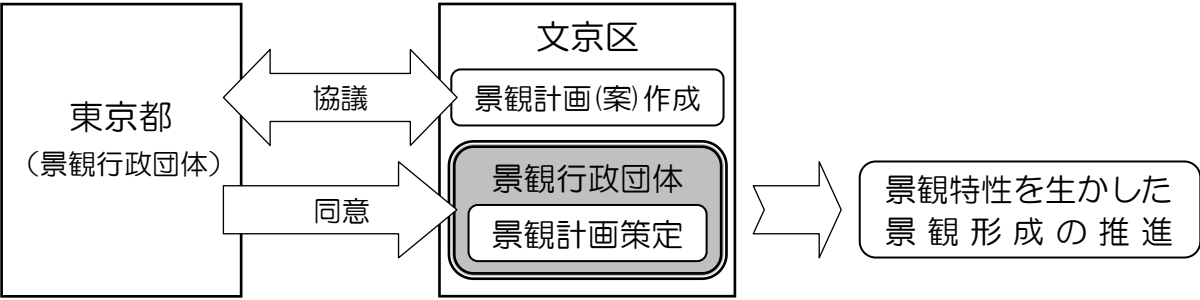 東京都
（景観行政団体）
協議
同意
文京区
景観計画(案)作成
景観行政団体
景観計画策定
景観特性を生かした
景観形成の推進